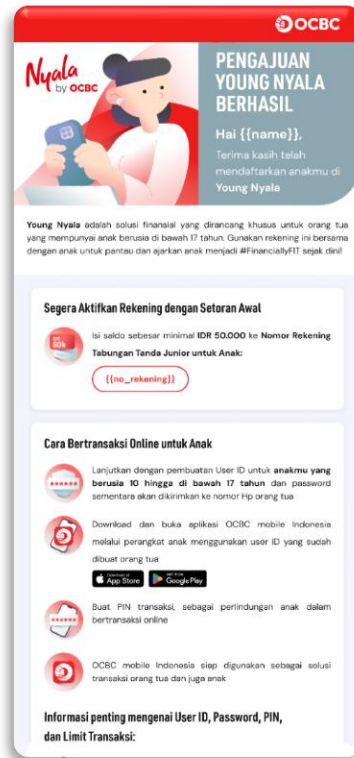 OCBC
Nyala
by OCBC
PENGAJUAN
YOUNG NYALA
BERHASIL
Hai {{name}},
Terima kasih telah
mendaftarkan anakmu di
Young Nyala
Young Nyala adalah solusi finansial yang dirancang khusus untuk orang tua
yang mempunyai anak berusia di bawah 17 tahun. Gunakan rekening ini bersama
dengan anak untuk pantau dan ajarkan anak menjadi #FinanciallyFIT sejak dini!
Segera Aktifkan Rekening dengan Setoran Awal
50k
Isi saldo sebesar minimal IDR 50.000 ke Nomor Rekening
Tabungan Tanda Junior untuk Anak:
{{no_rekening}}
Cara Bertransaksi Online untuk Anak
Lanjutkan dengan pembuatan User ID untuk anakmu yang
berusia 10 hingga di bawah 17 tahun dan password
sementara akan dikirimkan ke nomor Hp orang tua
Download dan buka aplikasi OCBC mobile Indonesia
melalui perangkat anak menggunakan user ID yang sudah
dibuat orang tua
App Store
Google Play
Buat PIN transaksi, sebagai perlindungan anak dalam
bertransaksi online
OCBC mobile Indonesia siap digunakan sebagai solusi
transaksi orang tua dan juga anak
Informasi penting mengenai User ID, Password, PIN,
dan Limit Transaksi: